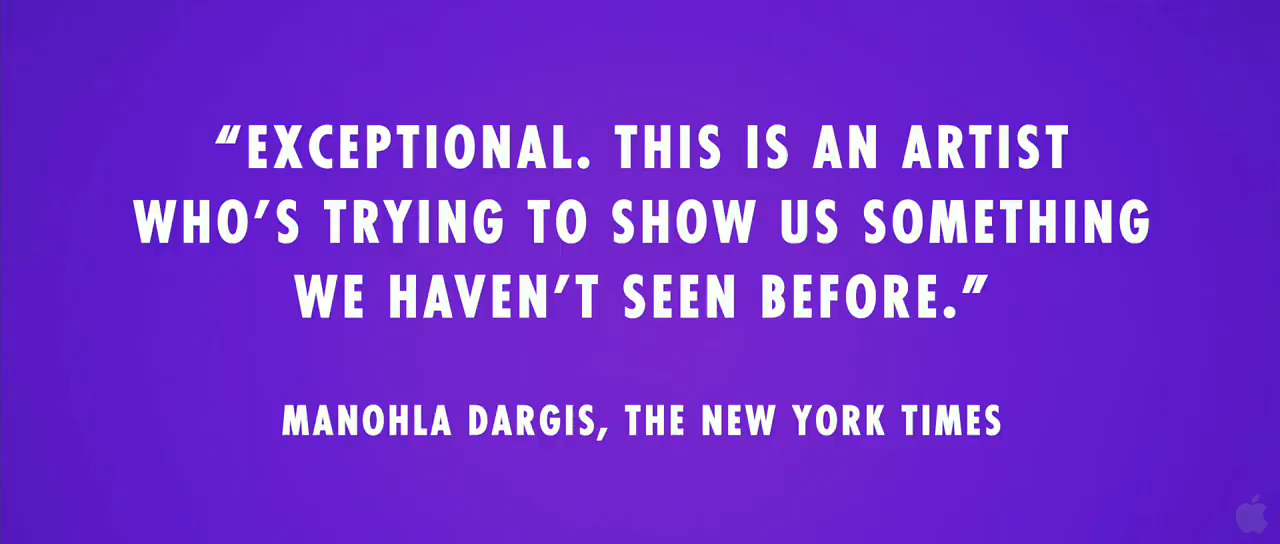 “EXCEPTIONAL. THIS IS AN ARTIST
WHO’S TRYING TO SHOW US SOMETHING
WE HAVEN’T SEEN BEFORE.”
MANOHLA DARGIS, THE NEW YORK TIMES